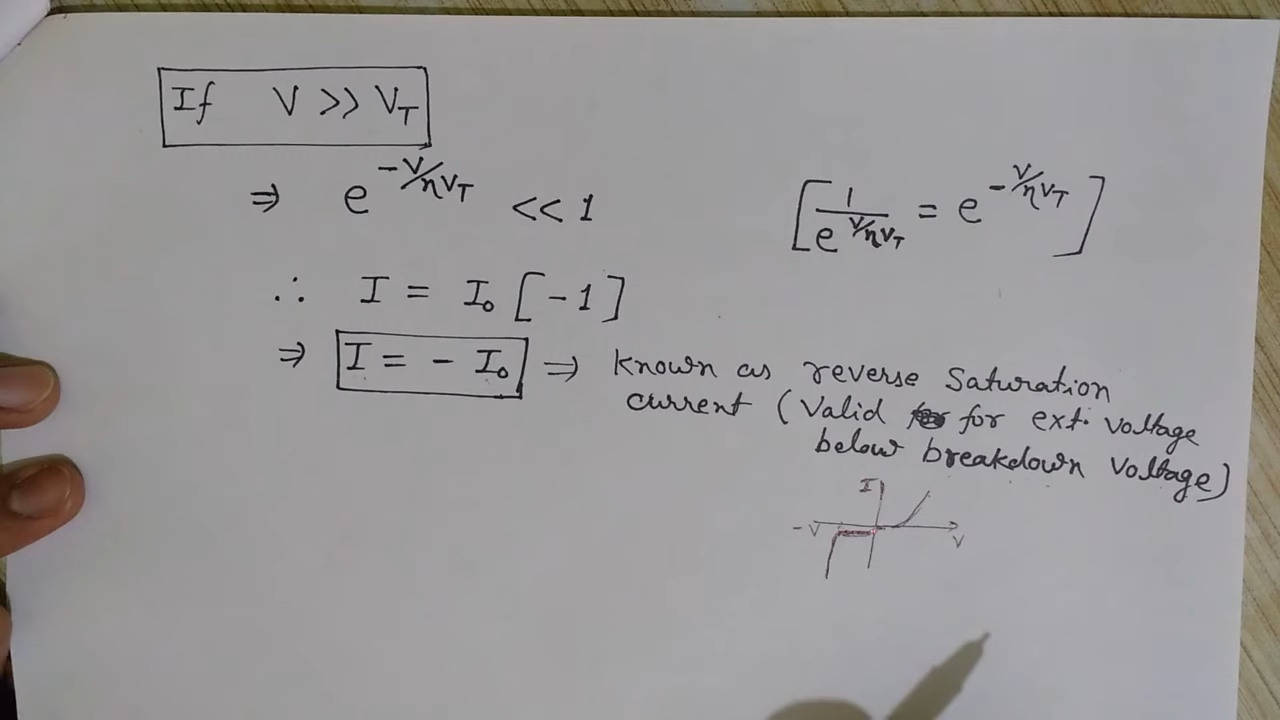 If V >> V_T
⇒ e^{-V/ηV_T} << 1 [1/e^{V/ηV_T} = e^{-V/ηV_T}]
∴ I = I₀ [-1]
⇒ I = - I₀ ⇒ Known as reverse Saturation
current (Valid for ext. voltage
below breakdown voltage)
I
-V
V